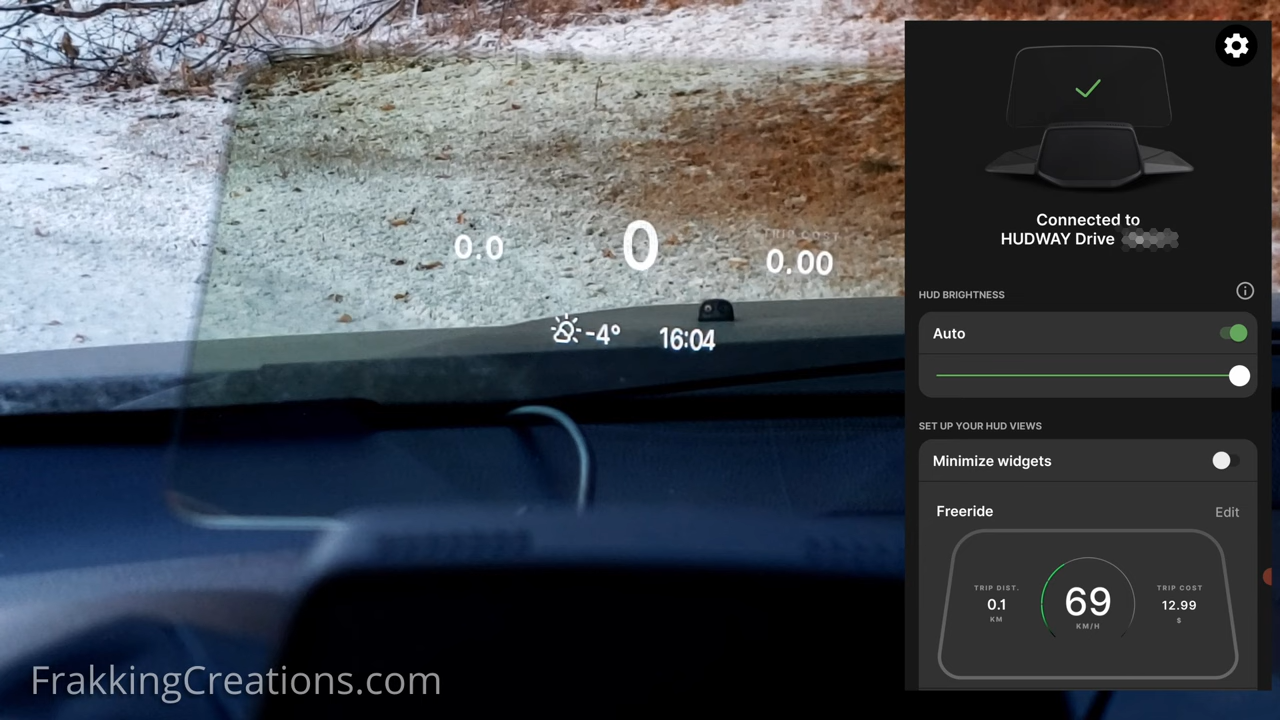 0.0
0
TRIP COST
0.00
-4°
16:04
FrakkingCreations.com
Connected to
HUDWAY Drive
HUD BRIGHTNESS
Auto
SET UP YOUR HUD VIEWS
Minimize widgets
Freeride
Edit
TRIP DIST.
0.1
KM
69
KM/H
TRIP COST
12.99
$